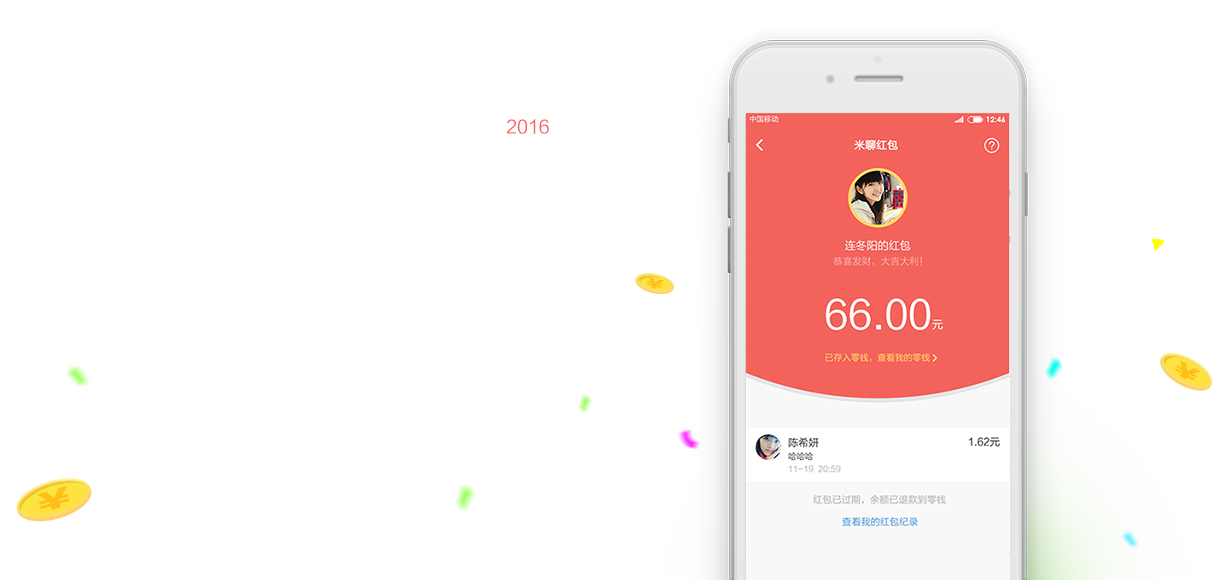 2016
中国移动 12:46
米聊红包
连冬阳的红包
恭喜发财，大吉大利！
66.00元
已存入零钱，查看我的零钱
陈希妍 1.62元
哈哈哈
11-19 20:59
红包已过期，余额已退款到零钱
查看我的红包纪录